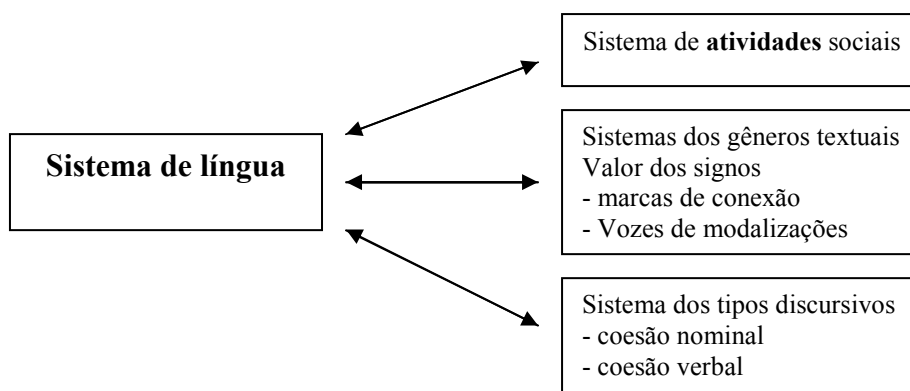 Sistema de atividades sociais
Sistema de língua
Sistemas dos gêneros textuais
Valor dos signos
- marcas de conexão
- Vozes de modalizações
Sistema dos tipos discursivos
- coesão nominal
- coesão verbal